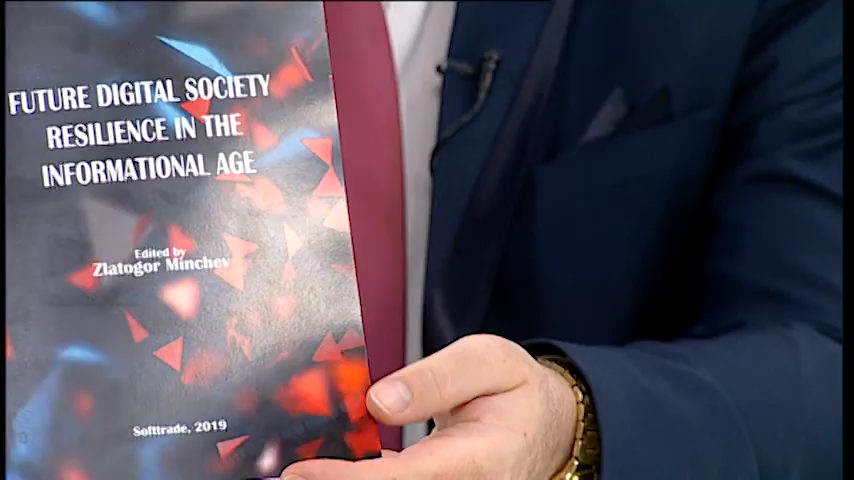 FUTURE DIGITAL SOCIETY
RESILIENCE IN THE
INFORMATIONAL AGE
Edited by
Zlatogor Minchev
Softtrade, 2019